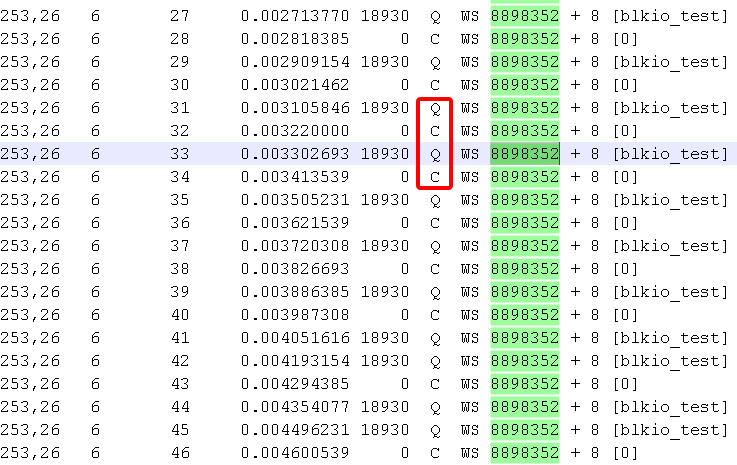 253,26 6 27 0.002713770 18930 Q WS 8898352 + 8 [blkio_test]
253,26 6 28 0.002818385 0 C WS 8898352 + 8 [0]
253,26 6 29 0.002909154 18930 Q WS 8898352 + 8 [blkio_test]
253,26 6 30 0.003021462 0 C WS 8898352 + 8 [0]
253,26 6 31 0.003105846 18930 Q WS 8898352 + 8 [blkio_test]
253,26 6 32 0.003220000 0 C WS 8898352 + 8 [0]
253,26 6 33 0.003302693 18930 Q WS 8898352 + 8 [blkio_test]
253,26 6 34 0.003413539 0 C WS 8898352 + 8 [0]
253,26 6 35 0.003505231 18930 Q WS 8898352 + 8 [blkio_test]
253,26 6 36 0.003621539 0 C WS 8898352 + 8 [0]
253,26 6 37 0.003720308 18930 Q WS 8898352 + 8 [blkio_test]
253,26 6 38 0.003826693 0 C WS 8898352 + 8 [0]
253,26 6 39 0.003886385 18930 Q WS 8898352 + 8 [blkio_test]
253,26 6 40 0.003987308 0 C WS 8898352 + 8 [0]
253,26 6 41 0.004051616 18930 Q WS 8898352 + 8 [blkio_test]
253,26 6 42 0.004193154 18930 Q WS 8898352 + 8 [blkio_test]
253,26 6 43 0.004294385 0 C WS 8898352 + 8 [0]
253,26 6 44 0.004354077 18930 Q WS 8898352 + 8 [blkio_test]
253,26 6 45 0.004496231 18930 Q WS 8898352 + 8 [blkio_test]
253,26 6 46 0.004600539 0 C WS 8898352 + 8 [0]